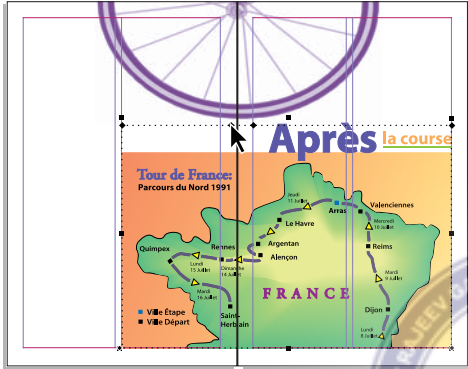 Après la course
Tour de France:
Parcours du Nord 1991
Jeudi
11 Juillet
Arras
Valenciennes
Le Havre
Mercredi
10 Juillet
Argentan
Reims
Quimpex
Rennes
Alençon
Lundi
15 Juillet
Dimanche
14 Juillet
Mardi
16 Juillet
Mardi
9 Juillet
FRANCE
Saint-
Herblain
Dijon
Ville Étape
Ville Départ
Lundi
8 Juillet